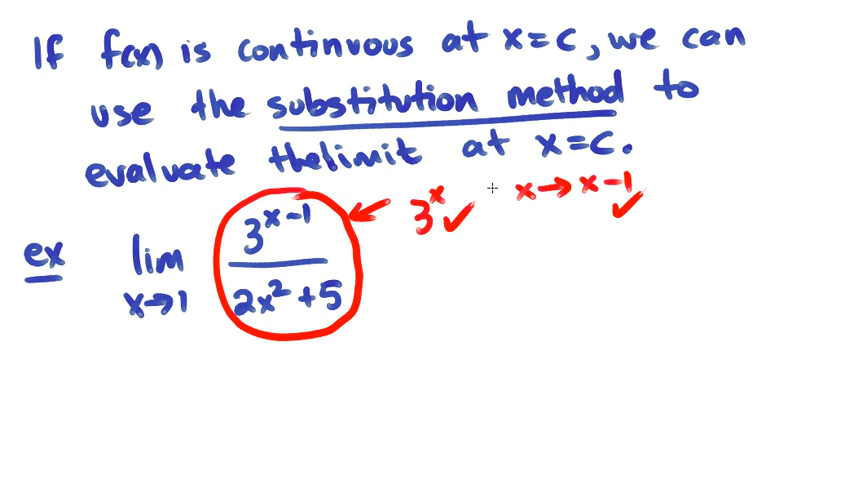 If f(x) is continuous at x=c, we can
use the substitution method to
evaluate thelimit at x=c.
3^x ✓ x→x-1 ✓
ex lim x→1 3^(x-1) / 2x²+5